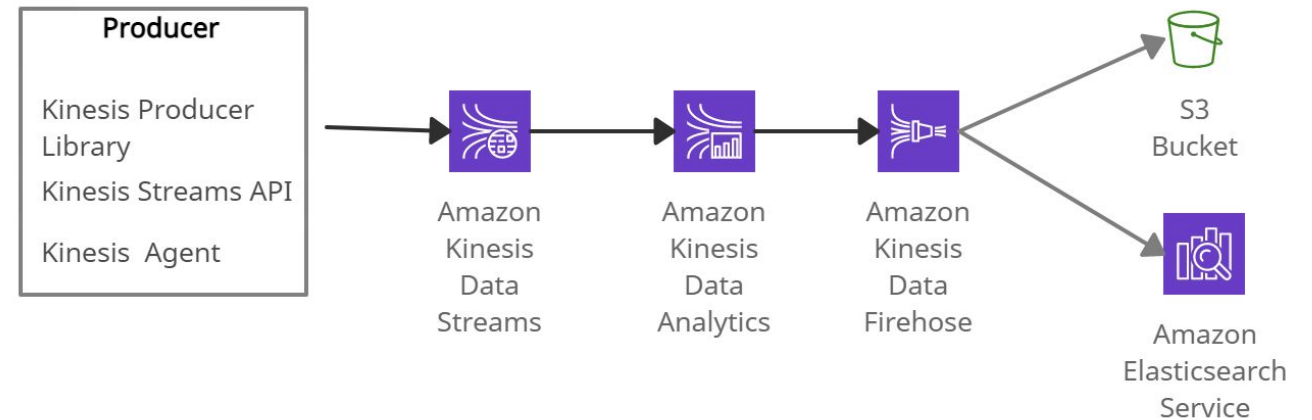 Producer
Kinesis Producer
Library
Kinesis Streams API
Kinesis Agent
Amazon
Kinesis
Data
Streams
Amazon
Kinesis
Data
Analytics
Amazon
Kinesis
Data
Firehose
S3
Bucket
Amazon
Elasticsearch
Service